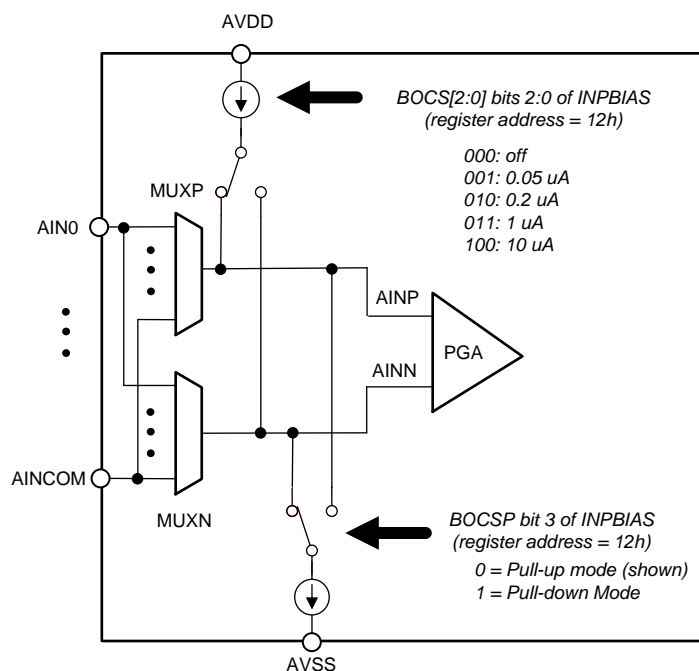 AVDD
BOCS[2:0] bits 2:0 of INPBIAS
(register address = 12h)
000: off
001: 0.05 uA
010: 0.2 uA
011: 1 uA
100: 10 uA
MUXP
AIN0
AINP
PGA
AINN
AINCOM
MUXN
BOCSP bit 3 of INPBIAS
(register address = 12h)
0 = Pull-up mode (shown)
1 = Pull-down Mode
AVSS